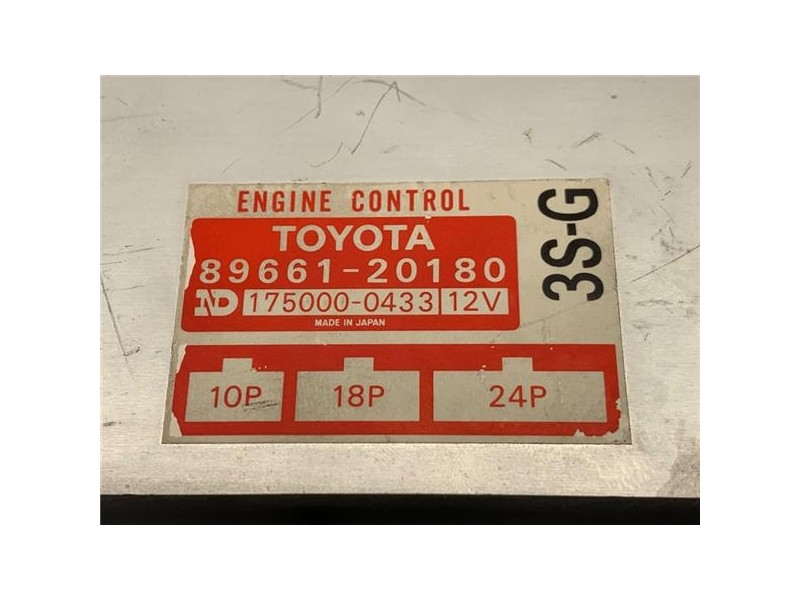 ENGINE CONTROL
TOYOTA
89661-20180
ND 175000-0433 12V
MADE IN JAPAN
3S-G
10P 18P 24P